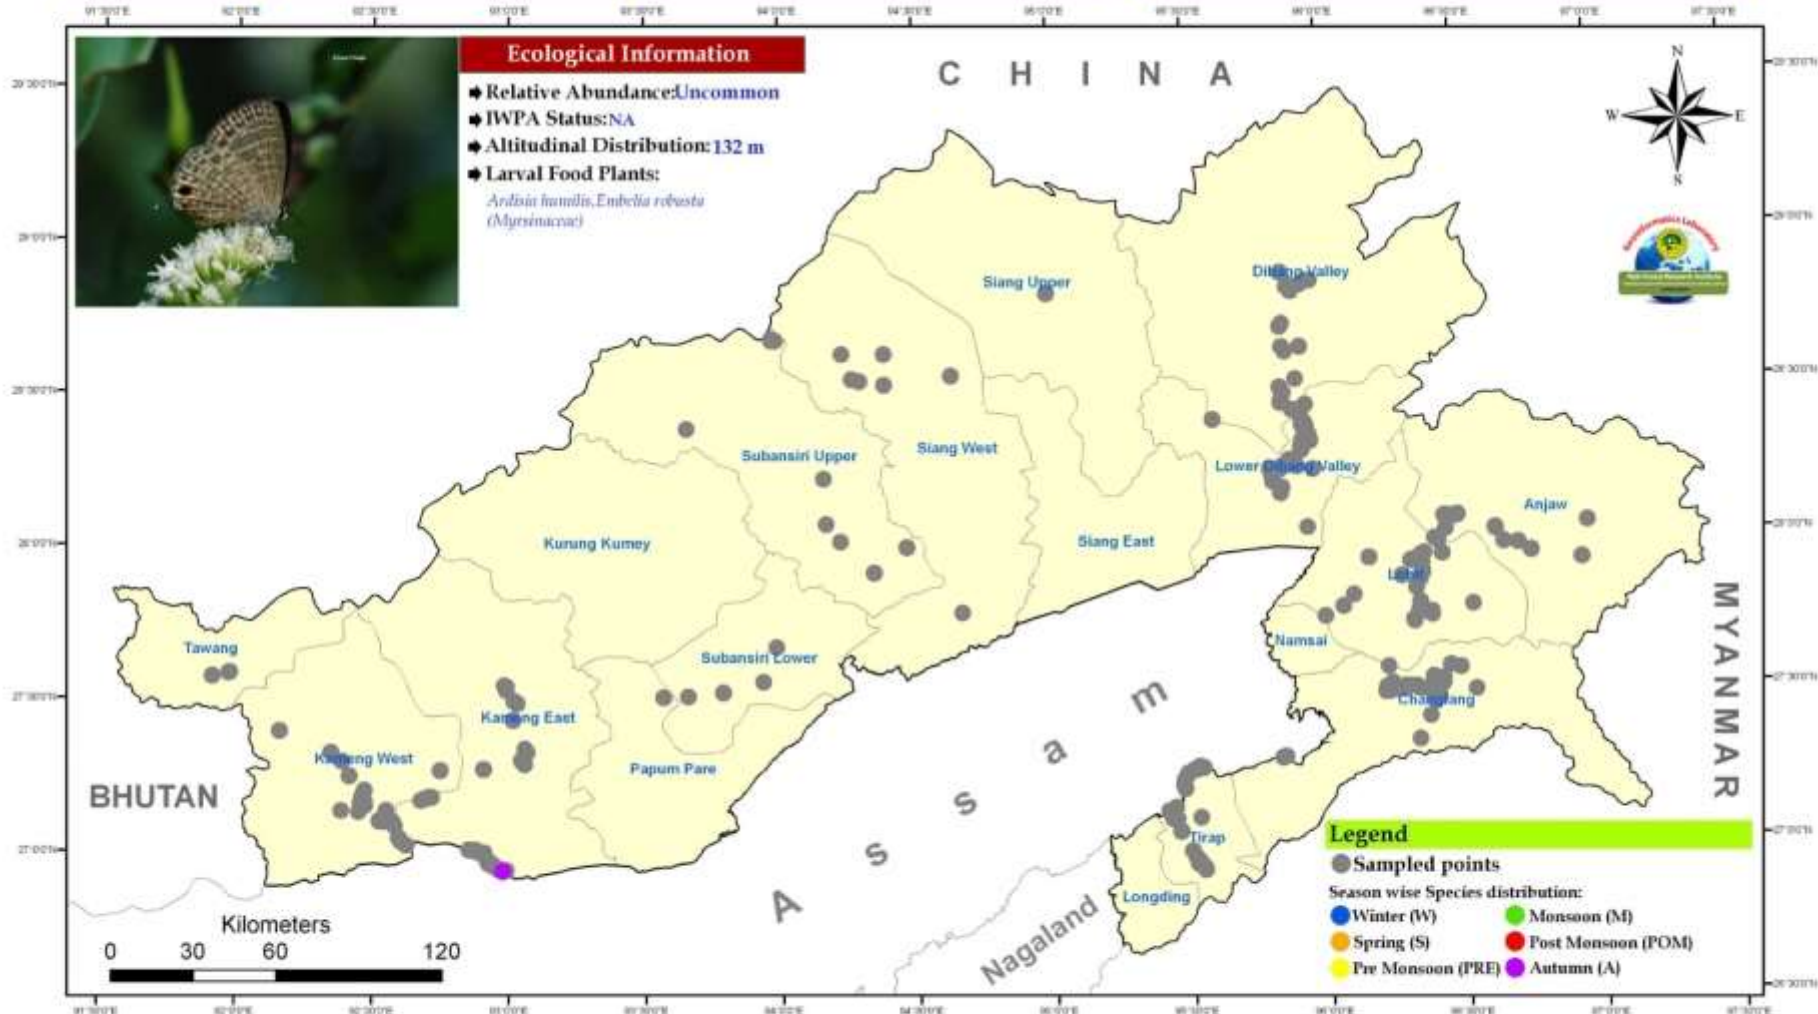 Ecological Information
Relative Abundance:Uncommon
IWPA Status:NA
Altitudinal Distribution:132 m
Larval Food Plants:
Ardisia humilis,Embelia robusta
(Myrsinaceae)
CHINA
N
W E
S
Siang Upper
Dibang Valley
Subansiri Upper
Siang West
Lower Dibang Valley
Anjaw
Kurung Kumey
Siang East
Lohit
Tawang
Subansiri Lower
Namsai
MYANMAR
Kameng East
Changlang
Kameng West
Papum Pare
BHUTAN
Assam
Tirap
Longding
Nagaland
Kilometers
0 30 60 120
Legend
Sampled points
Season wise Species distribution:
Winter (W) Monsoon (M)
Spring (S) Post Monsoon (POM)
Pre Monsoon (PRE) Autumn (A)